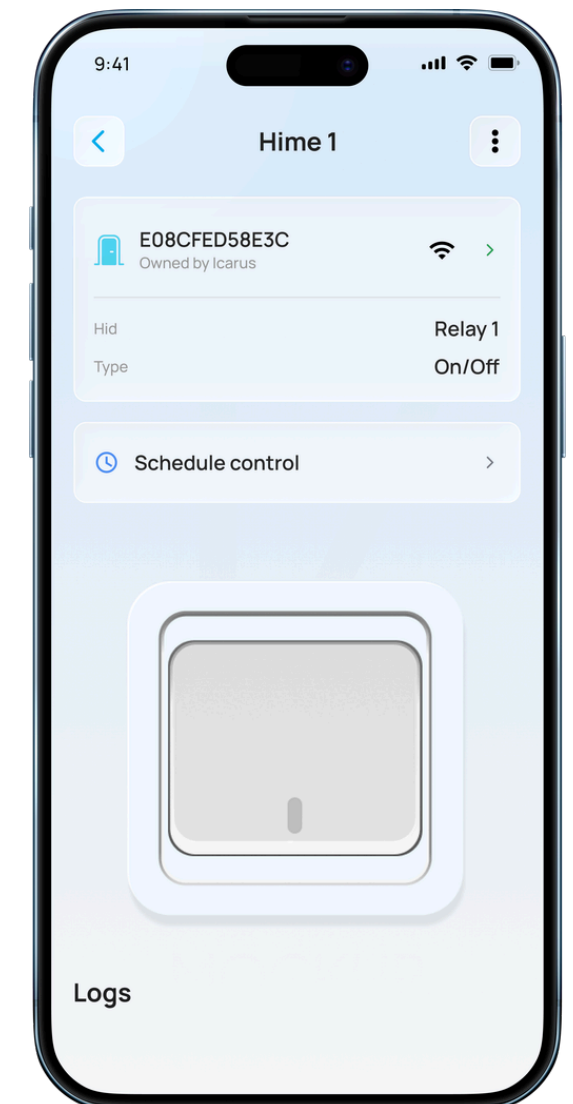 9:41
Hime 1
E08CFED58E3C
Owned by Icarus
Hid Relay 1
Type On/Off
Schedule control
Logs